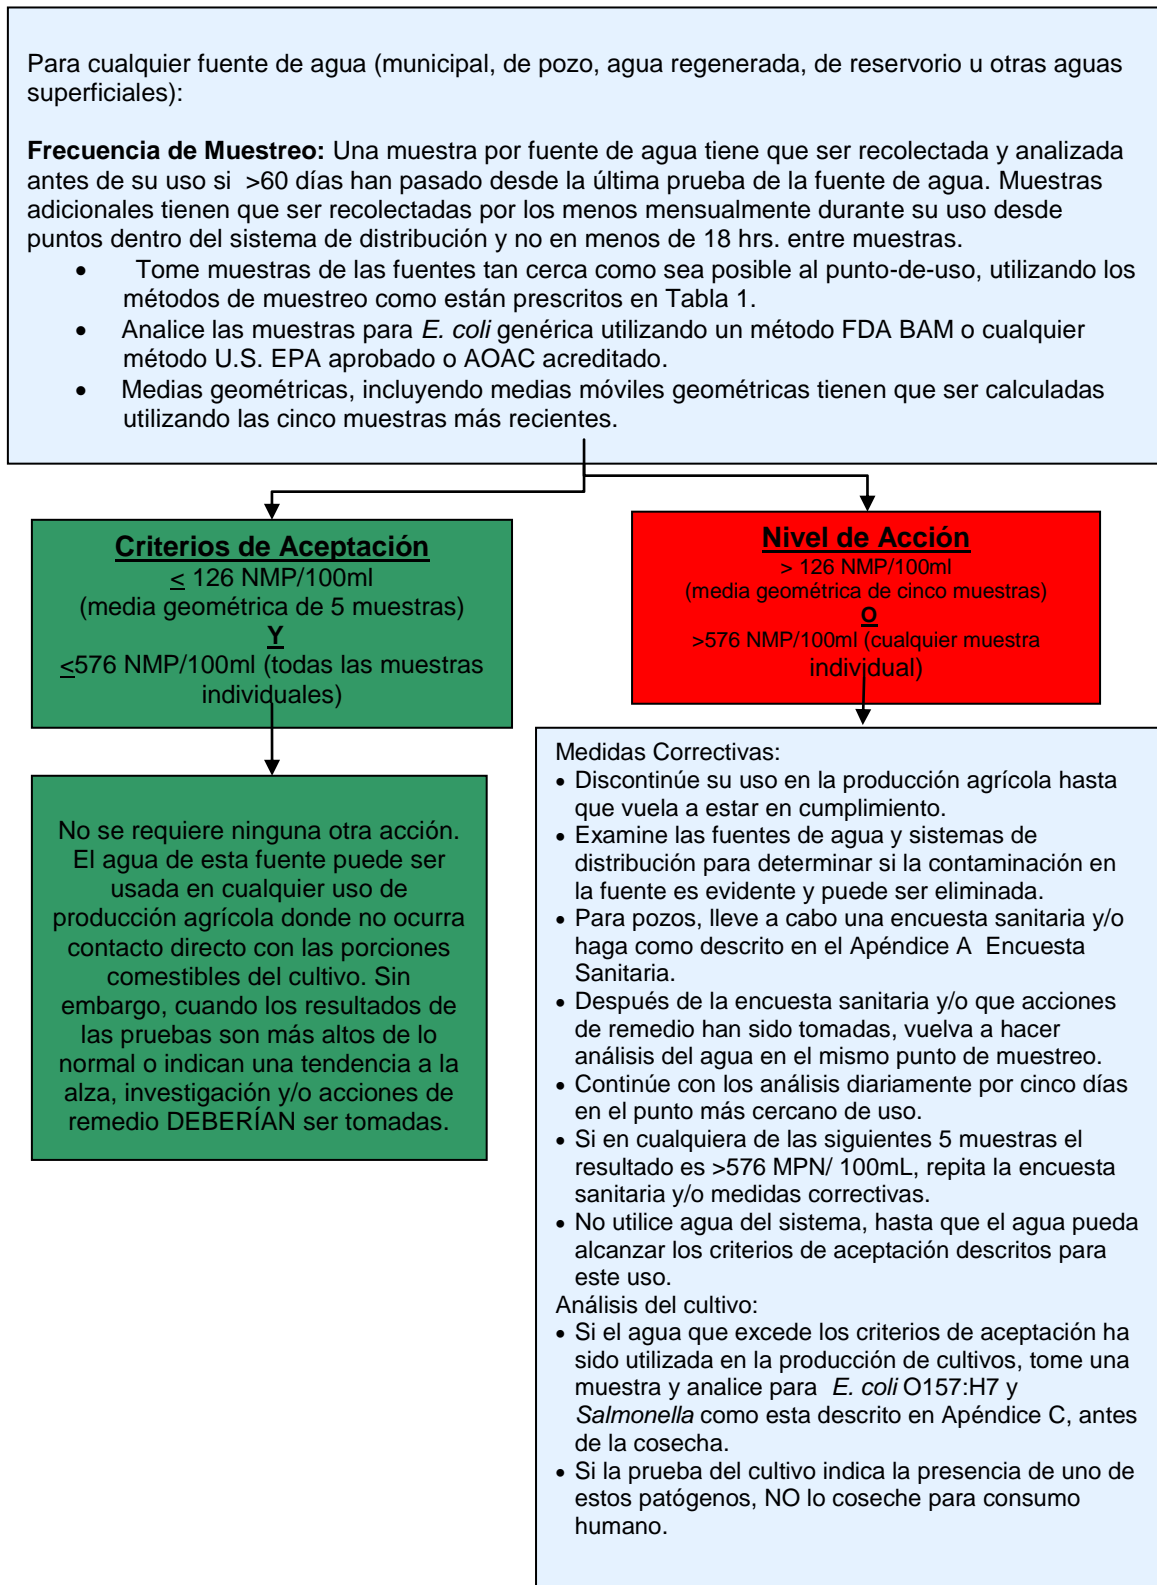 Para cualquier fuente de agua (municipal, de pozo, agua regenerada, de reservorio u otras aguas
superficiales):
Frecuencia de Muestreo: Una muestra por fuente de agua tiene que ser recolectada y analizada
antes de su uso si >60 días han pasado desde la última prueba de la fuente de agua. Muestras
adicionales tienen que ser recolectadas por los menos mensualmente durante su uso desde
puntos dentro del sistema de distribución y no en menos de 18 hrs. entre muestras.
• Tome muestras de las fuentes tan cerca como sea posible al punto-de-uso, utilizando los
métodos de muestreo como están prescritos en Tabla 1.
• Analice las muestras para E. coli genérica utilizando un método FDA BAM o cualquier
método U.S. EPA aprobado o AOAC acreditado.
• Medias geométricas, incluyendo medias móviles geométricas tienen que ser calculadas
utilizando las cinco muestras más recientes.
Criterios de Aceptación
≤ 126 NMP/100ml
(media geométrica de 5 muestras)
Y
≤576 NMP/100ml (todas las muestras
individuales)
No se requiere ninguna otra acción.
El agua de esta fuente puede ser
usada en cualquier uso de
producción agrícola donde no ocurra
contacto directo con las porciones
comestibles del cultivo. Sin
embargo, cuando los resultados de
las pruebas son más altos de lo
normal o indican una tendencia a la
alza, investigación y/o acciones de
remedio DEBERÍAN ser tomadas.
Nivel de Acción
> 126 NMP/100ml
(media geométrica de cinco muestras)
O
>576 NMP/100ml (cualquier muestra
individual)
Medidas Correctivas:
• Discontinúe su uso en la producción agrícola hasta
que vuela a estar en cumplimiento.
• Examine las fuentes de agua y sistemas de
distribución para determinar si la contaminación en
la fuente es evidente y puede ser eliminada.
• Para pozos, lleve a cabo una encuesta sanitaria y/o
haga como descrito en el Apéndice A Encuesta
Sanitaria.
• Después de la encuesta sanitaria y/o que acciones
de remedio han sido tomadas, vuelva a hacer
análisis del agua en el mismo punto de muestreo.
• Continúe con los análisis diariamente por cinco días
en el punto más cercano de uso.
• Si en cualquiera de las siguientes 5 muestras el
resultado es >576 MPN/ 100mL, repita la encuesta
sanitaria y/o medidas correctivas.
• No utilice agua del sistema, hasta que el agua pueda
alcanzar los criterios de aceptación descritos para
este uso.
Análisis del cultivo:
• Si el agua que excede los criterios de aceptación ha
sido utilizada en la producción de cultivos, tome una
muestra y analice para E. coli O157:H7 y
Salmonella como esta descrito en Apéndice C, antes
de la cosecha.
• Si la prueba del cultivo indica la presencia de uno de
estos patógenos, NO lo coseche para consumo
humano.